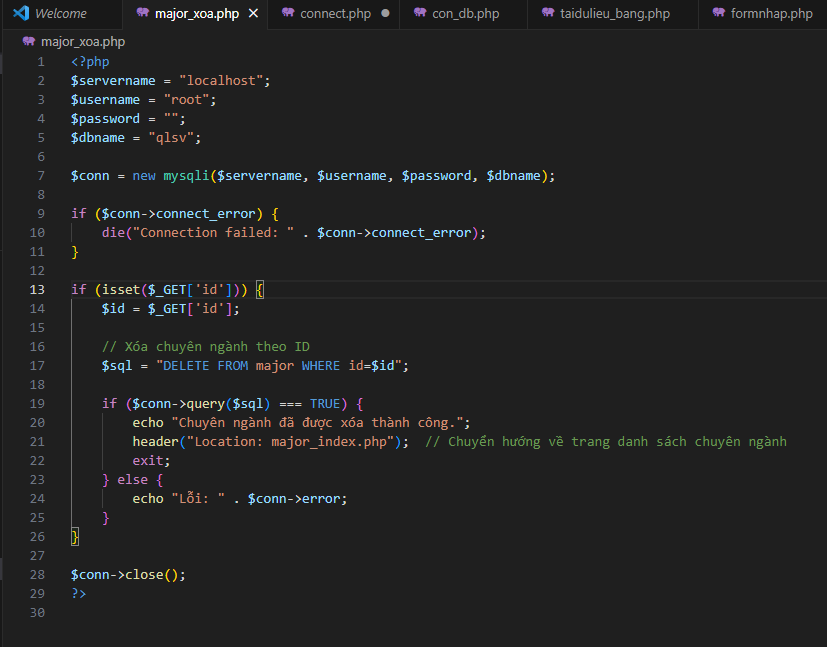 Welcome major_xoa.php connect.php con_db.php taidulieu_bang.php formnhap.php
major_xoa.php
1 <?php
2 $servername = "localhost";
3 $username = "root";
4 $password = "";
5 $dbname = "qlsv";
6
7 $conn = new mysqli($servername, $username, $password, $dbname);
8
9 if ($conn->connect_error) {
10 die("Connection failed: " . $conn->connect_error);
11 }
12
13 if (isset($_GET['id'])) {
14 $id = $_GET['id'];
15
16 // Xóa chuyên ngành theo ID
17 $sql = "DELETE FROM major WHERE id=$id";
18
19 if ($conn->query($sql) === TRUE) {
20 echo "Chuyên ngành đã được xóa thành công.";
21 header("Location: major_index.php"); // Chuyển hướng về trang danh sách chuyên ngành
22 exit;
23 } else {
24 echo "Lỗi: " . $conn->error;
25 }
26 }
27
28 $conn->close();
29 ?>
30